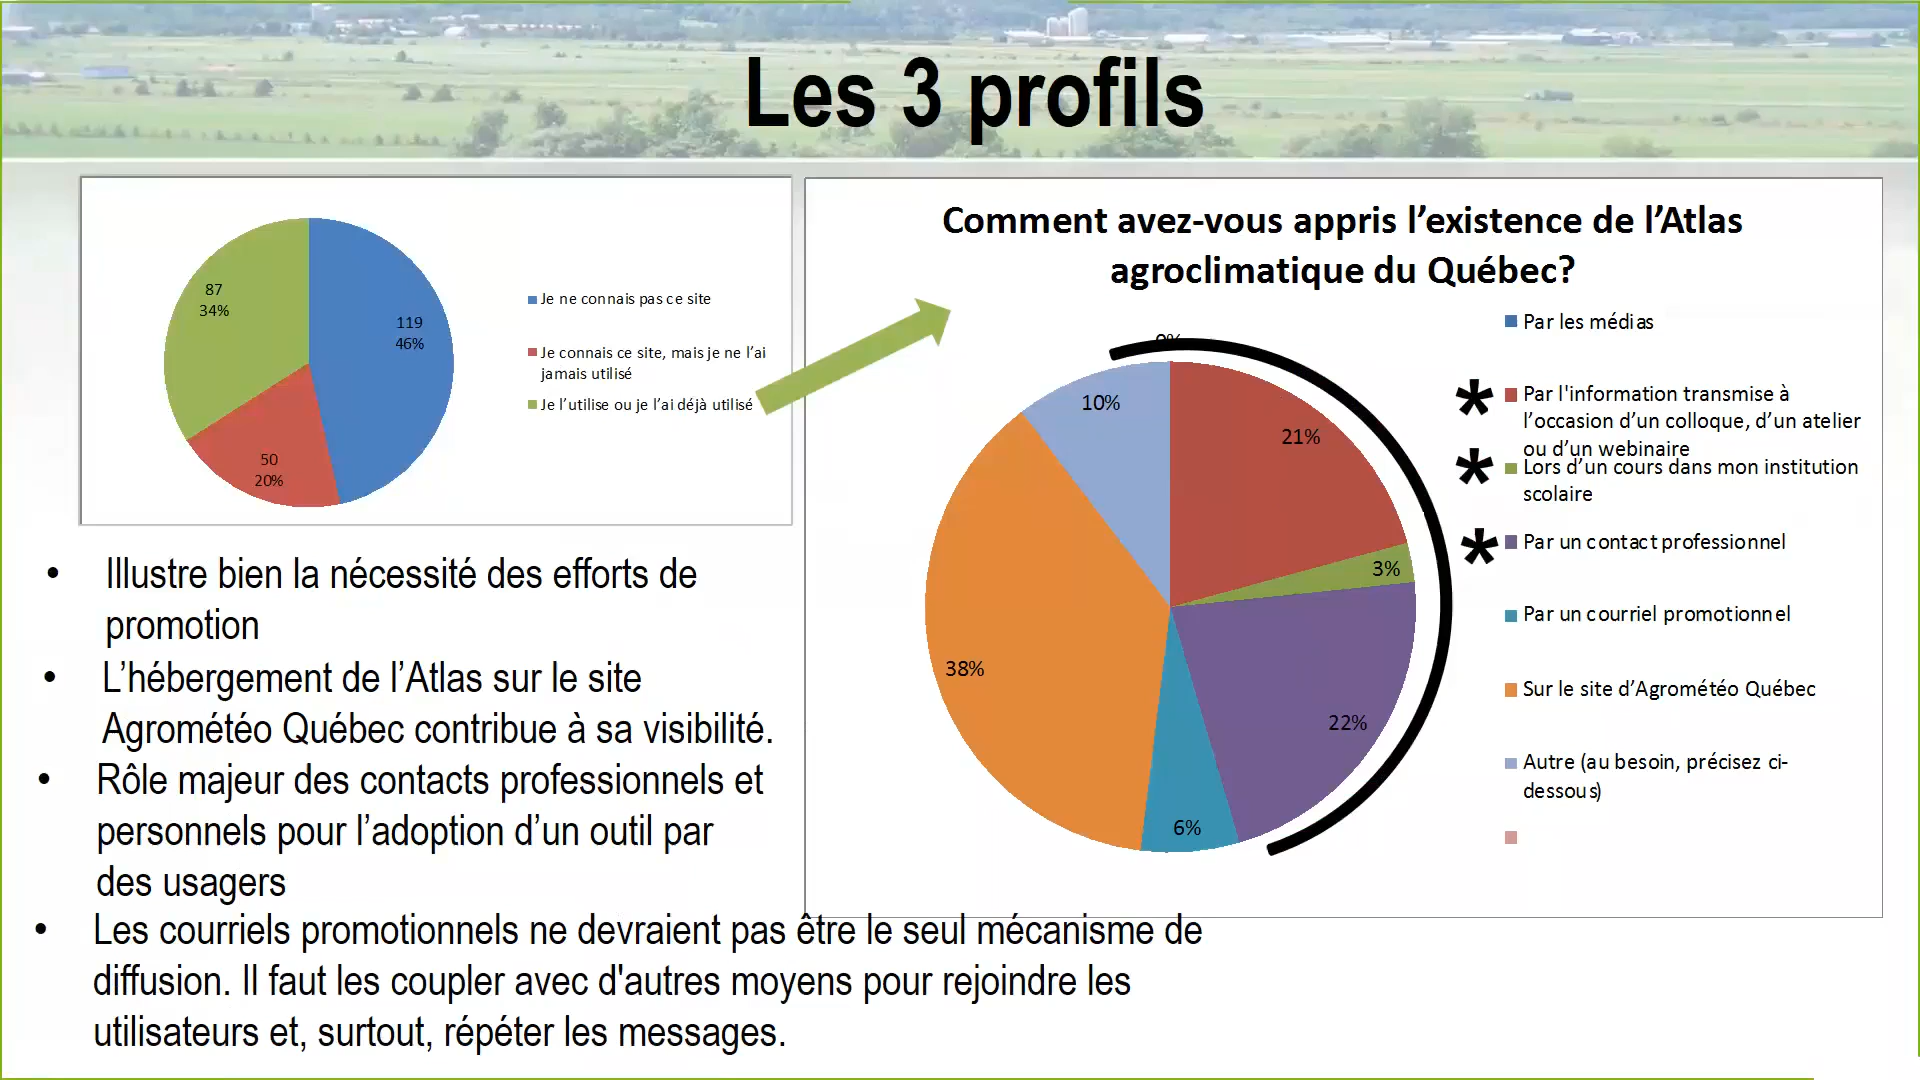 Les 3 profils
87
34%
119
46%
50
20%
Je ne connais pas ce site
Je connais ce site, mais je ne l’ai
jamais utilisé
Je l’utilise ou je l’ai déjà utilisé
Comment avez-vous appris l’existence de l’Atlas
agroclimatique du Québec?
0%
10%
21%
3%
38%
22%
6%
Par les médias
* Par l'information transmise à
l’occasion d’un colloque, d’un atelier
ou d’un webinaire
* Lors d’un cours dans mon institution
scolaire
* Par un contact professionnel
Par un courriel promotionnel
Sur le site d’Agrométéo Québec
Autre (au besoin, précisez ci-
dessous)
• Illustre bien la nécessité des efforts de
promotion
• L’hébergement de l’Atlas sur le site
Agrométéo Québec contribue à sa visibilité.
• Rôle majeur des contacts professionnels et
personnels pour l’adoption d’un outil par
des usagers
• Les courriels promotionnels ne devraient pas être le seul mécanisme de
diffusion. Il faut les coupler avec d'autres moyens pour rejoindre les
utilisateurs et, surtout, répéter les messages.